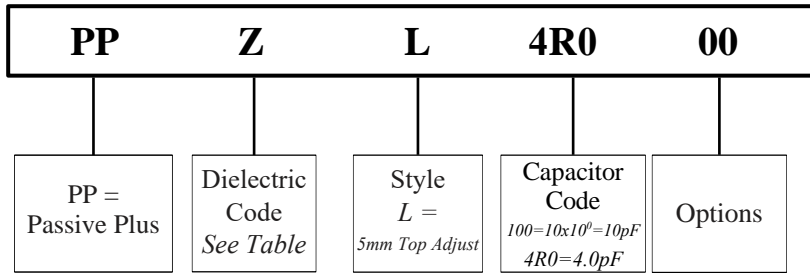 PP Z L 4R0 00
PP =
Passive Plus
Dielectric
Code
See Table
Style
L =
5mm Top Adjust
Capacitor
Code
100=10x10⁰=10pF
4R0=4.0pF
Options